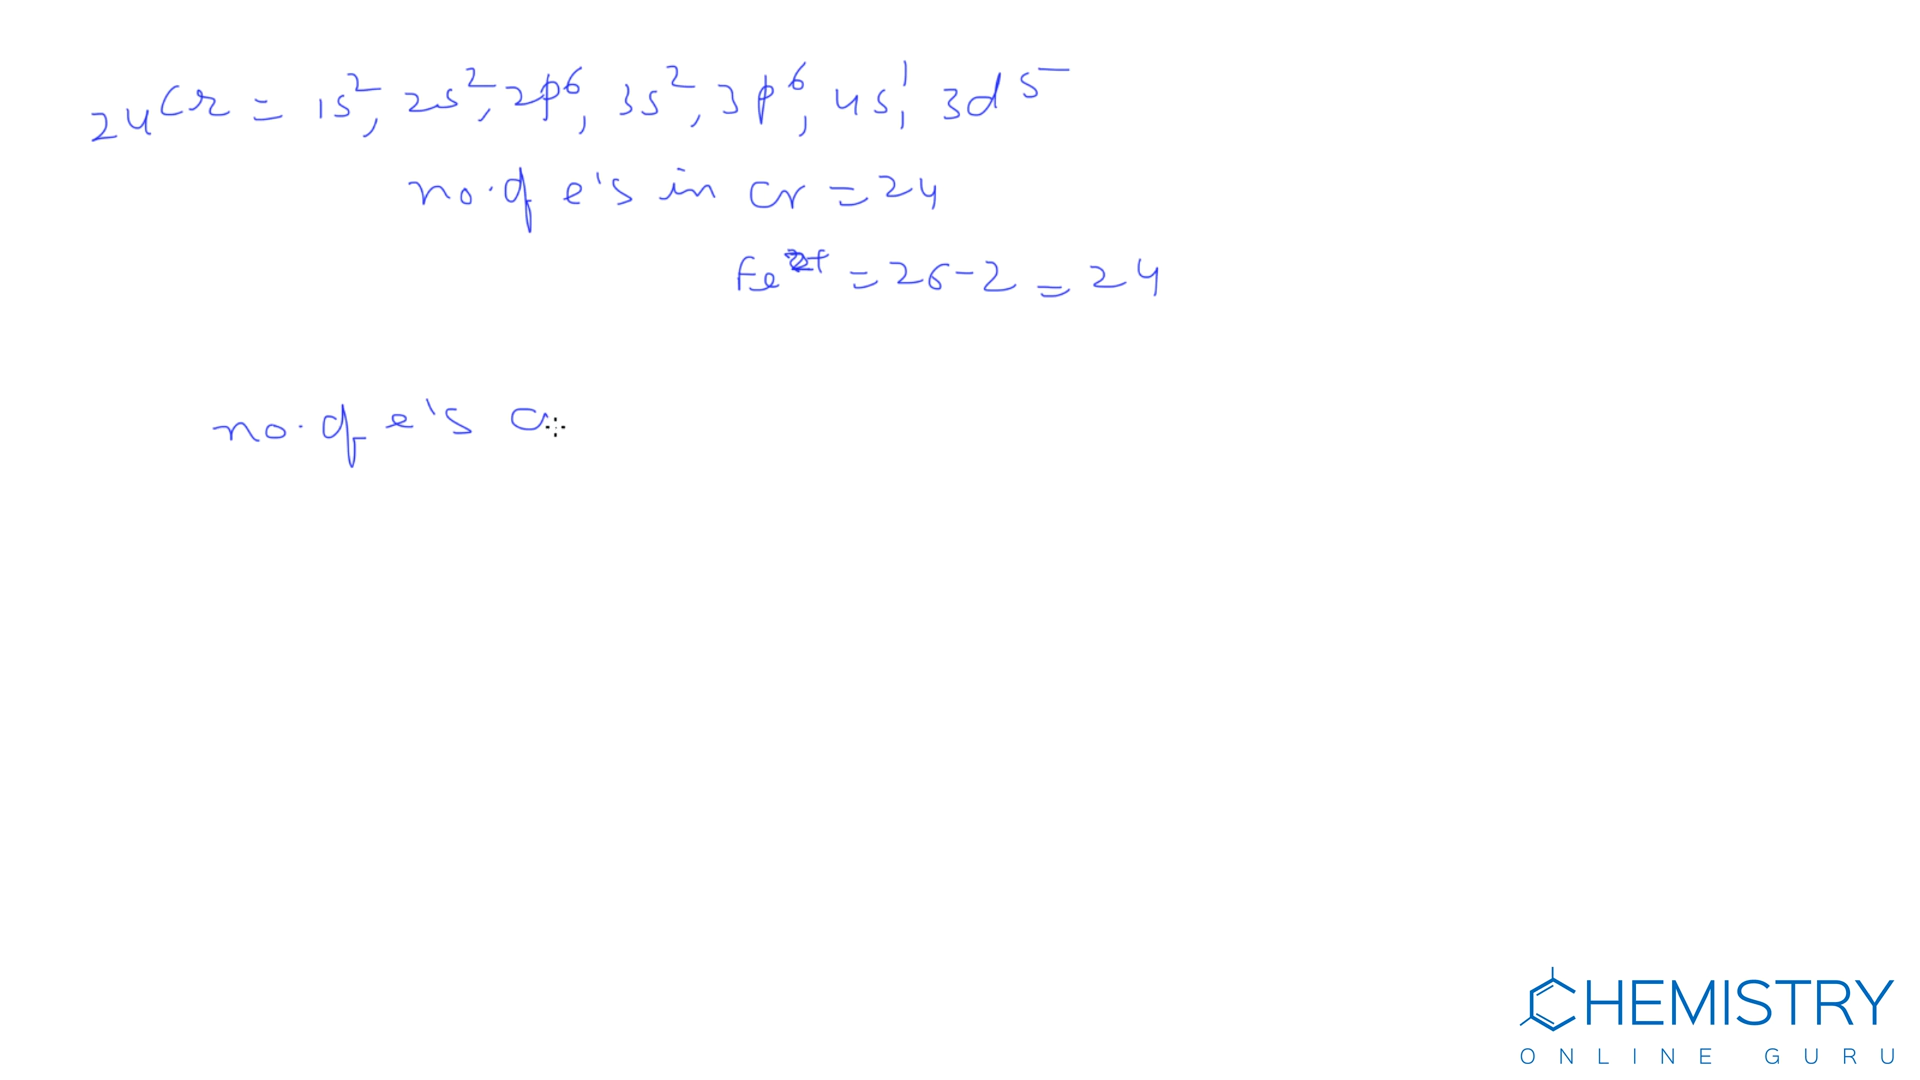 ₂₄Cr = 1s², 2s², 2p⁶, 3s², 3p⁶, 4s¹, 3d⁵
no. of e's in Cr = 24
Fe²⁺ = 26-2 = 24
no. of e's
CHEMISTRY
ONLINE GURU